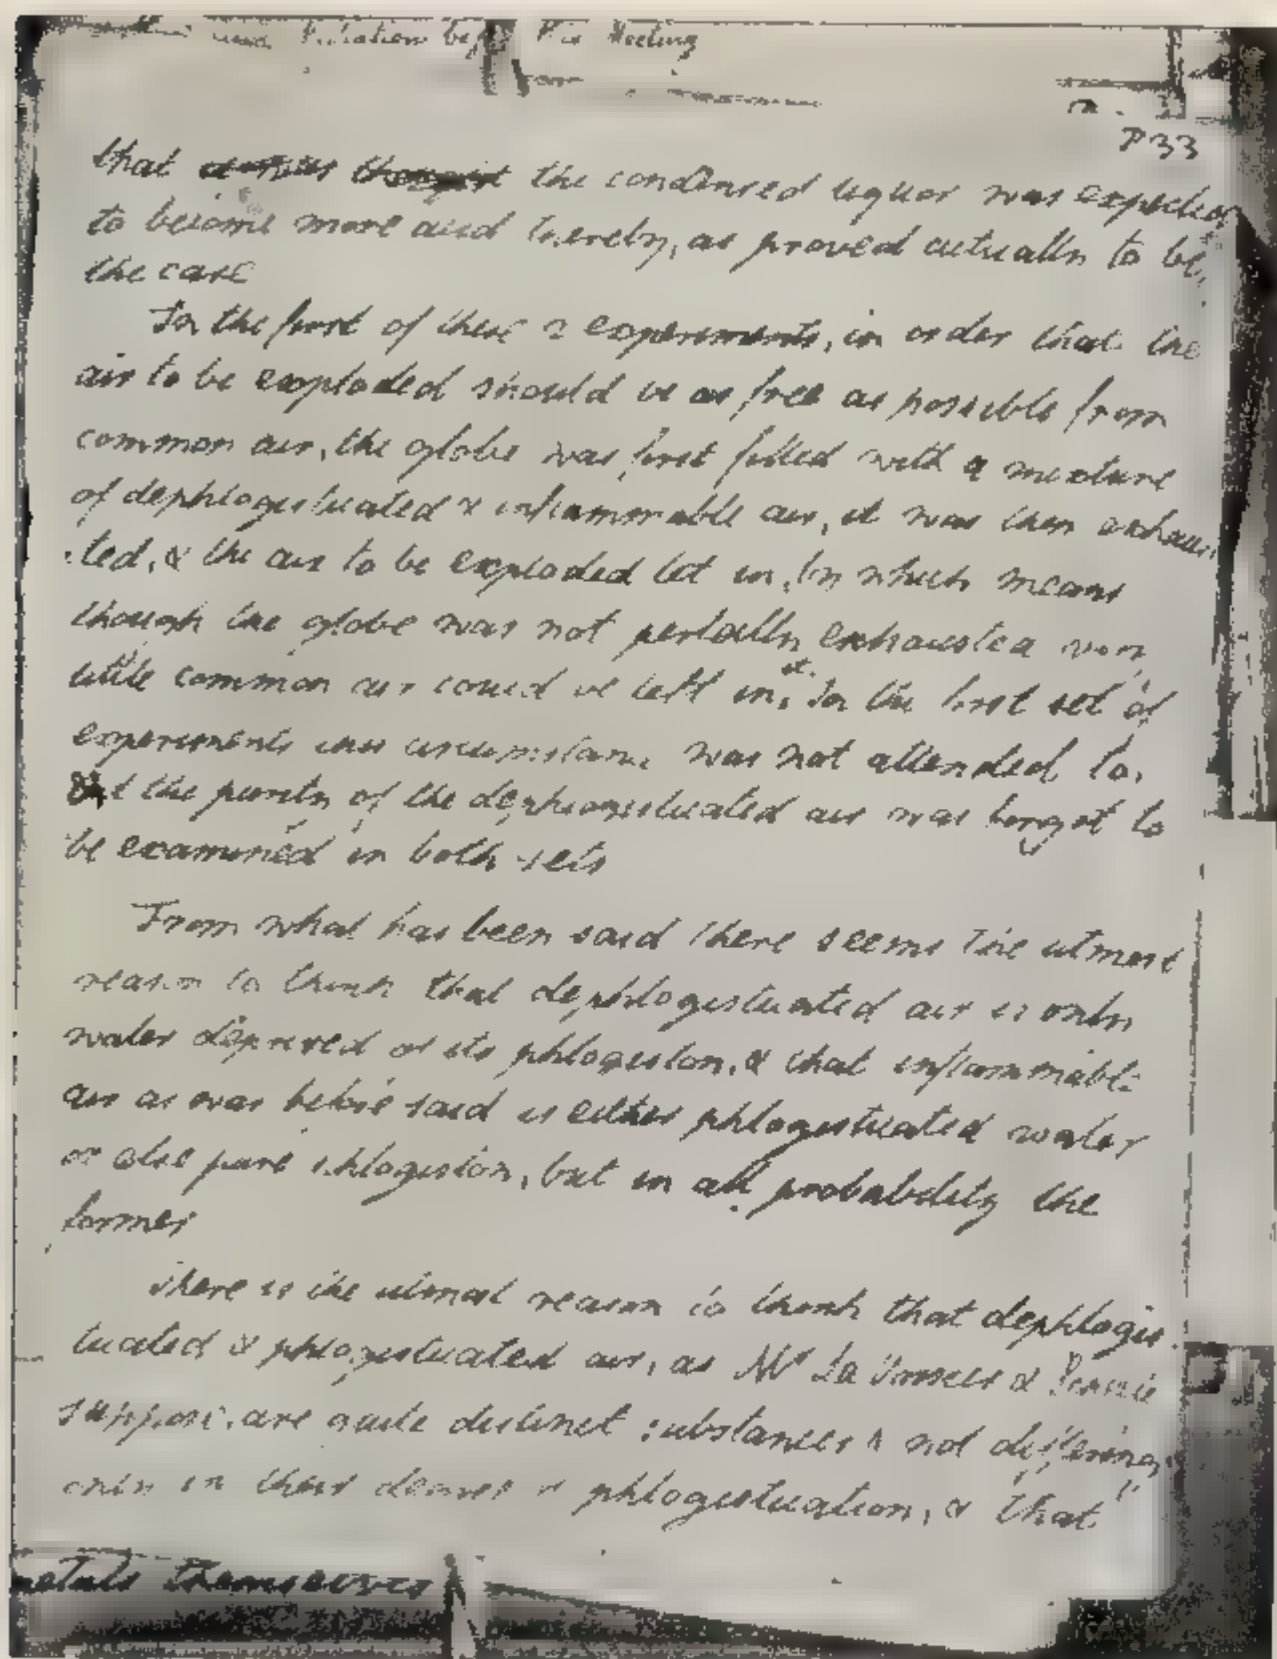 Meeting
P33
that the condensed liquor was expected
to become more acid thereby, as proved actually to be
the case
In the first of these 2 experiments, in order that the
air to be exploded should be as free as possible from
common air, the globe was first filled with a mixture
of dephlogisticated & inflammable air, it was then exhaus
ted, & the air to be exploded let in, by which means
though the globe was not perfectly exhausted very
little common air could be left in it. In the first set of
experiments this circumstance was not attended to,
& the purity of the dephlogisticated air was forgot to
be examined in both sets
From what has been said there seems the utmost
reason to think that dephlogisticated air is only
water deprived of its phlogiston, & that inflammable
air as was before said is either phlogisticated water
or else pure phlogiston, but in all probability the
former
There is the utmost reason to think that dephlogis
ticated & phlogisticated air, as Mr La &
suppose, are quite distinct substances & not differing
only in their degree of phlogistication, & that
metals themselves